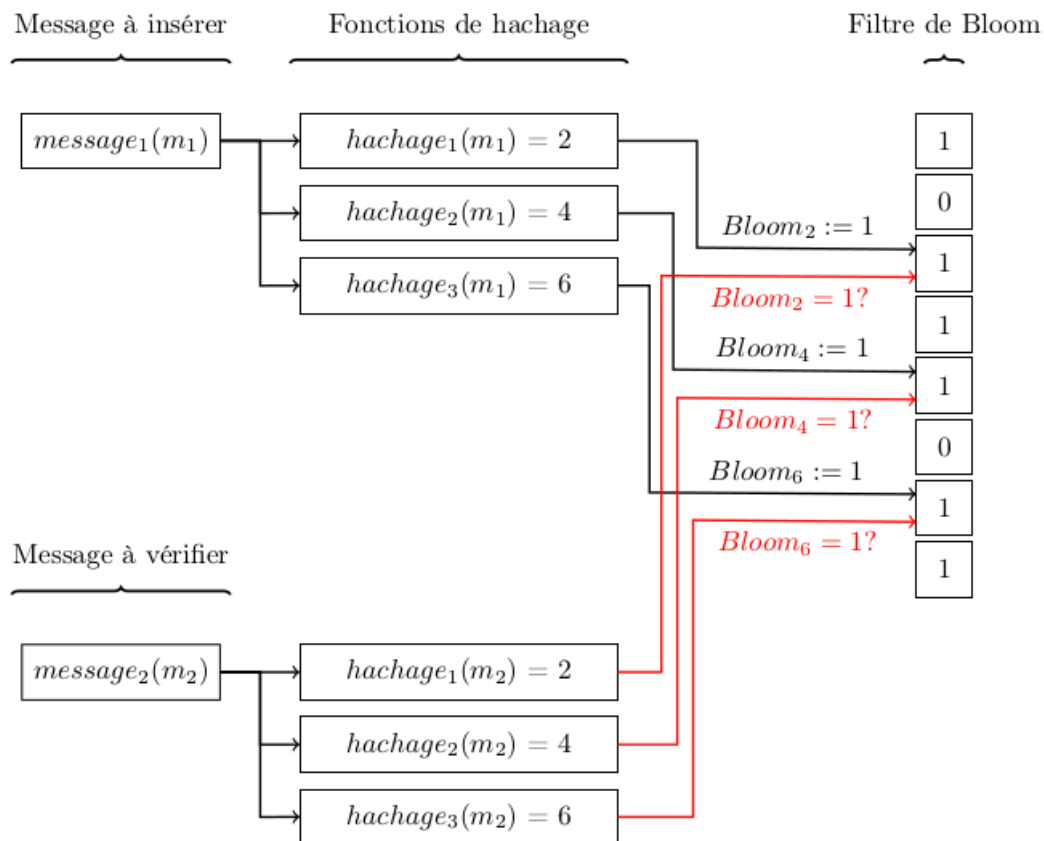 Message à insérer
Fonctions de hachage
Filtre de Bloom
message₁(m₁)
hachage₁(m₁) = 2
hachage₂(m₁) = 4
hachage₃(m₁) = 6
Bloom₂ := 1
Bloom₂ = 1?
Bloom₄ := 1
Bloom₄ = 1?
Bloom₆ := 1
Bloom₆ = 1?
1
0
1
1
1
0
1
1
Message à vérifier
message₂(m₂)
hachage₁(m₂) = 2
hachage₂(m₂) = 4
hachage₃(m₂) = 6